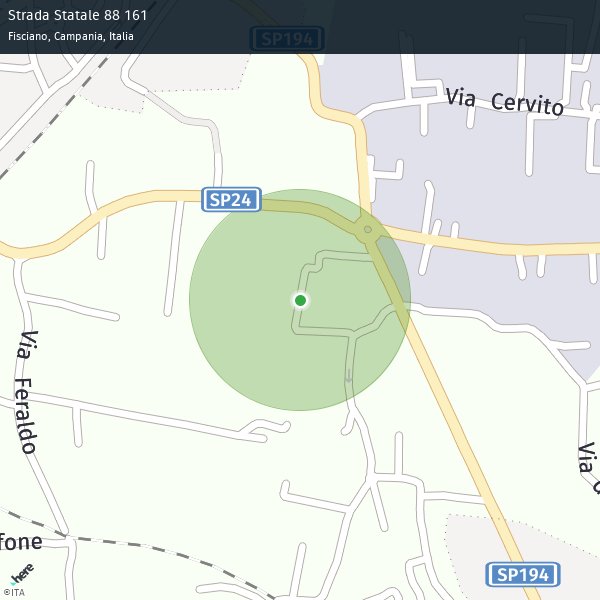 Strada Statale 88 161
Fisciano, Campania, Italia
SP194
Via Cervito
SP24
Via Feraldo
Via
fone
SP194
here
©ITA